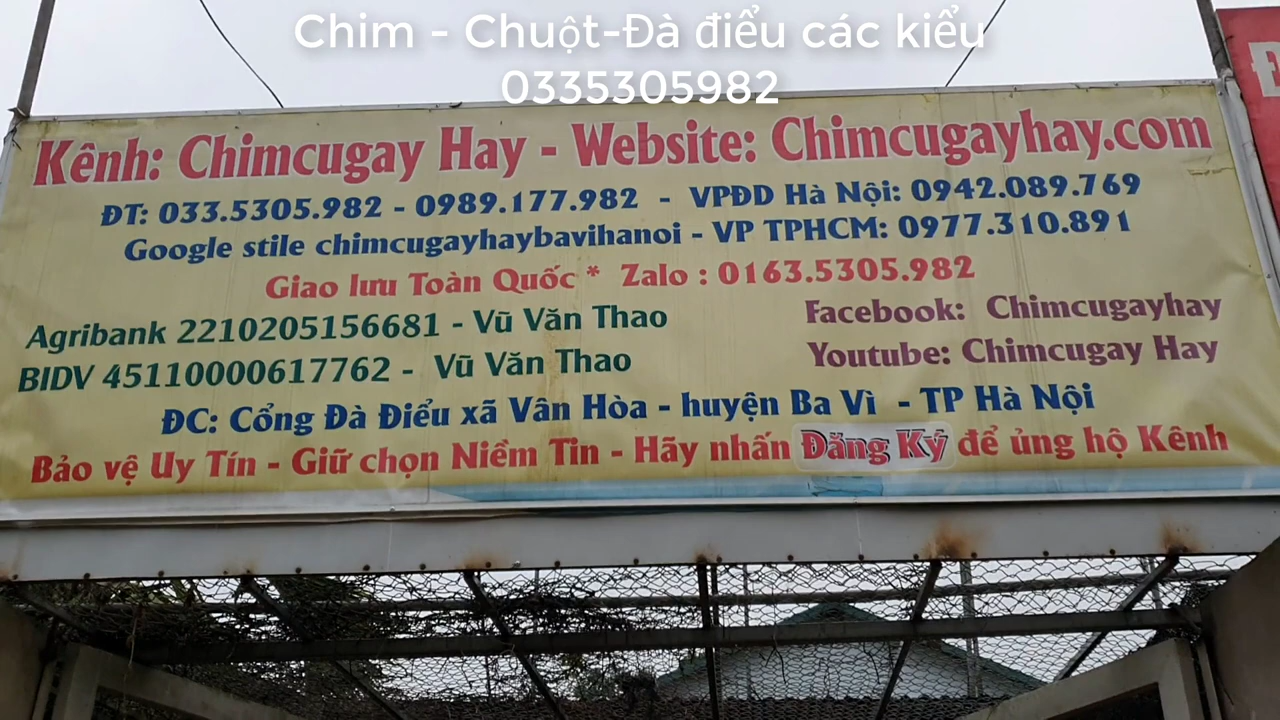 Chim - Chuột-Đà điểu các kiểu
0335305982
Kênh: Chimcugay Hay - Website: Chimcugayhay.com
ĐT: 033.5305.982 - 0989.177.982 - VPĐD Hà Nội: 0942.089.769
Google stile chimcugayhaybavihanoi - VP TPHCM: 0977.310.891
Giao lưu Toàn Quốc * Zalo : 0163.5305.982
Agribank 2210205156681 - Vũ Văn Thao
Facebook: Chimcugayhay
BIDV 45110000617762 - Vũ Văn Thao
Youtube: Chimcugay Hay
ĐC: Cổng Đà Điểu xã Vân Hòa - huyện Ba Vì - TP Hà Nội
Bảo vệ Uy Tín - Giữ chọn Niềm Tin - Hãy nhấn Đăng Ký để ủng hộ Kênh